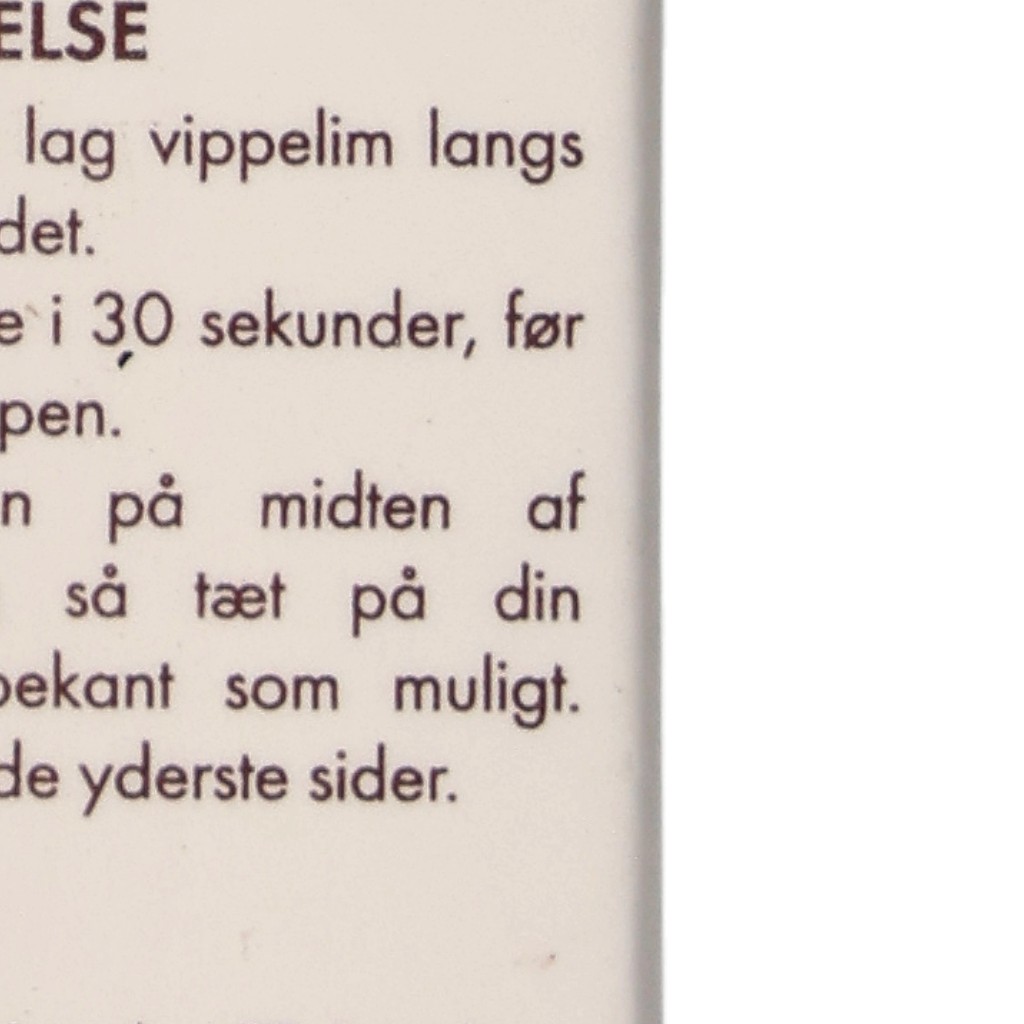 ELSE
lag vippelim langs
det.
e i 30 sekunder, før
pen.
n på midten af
så tæt på din
bekant som muligt.
de yderste sider.